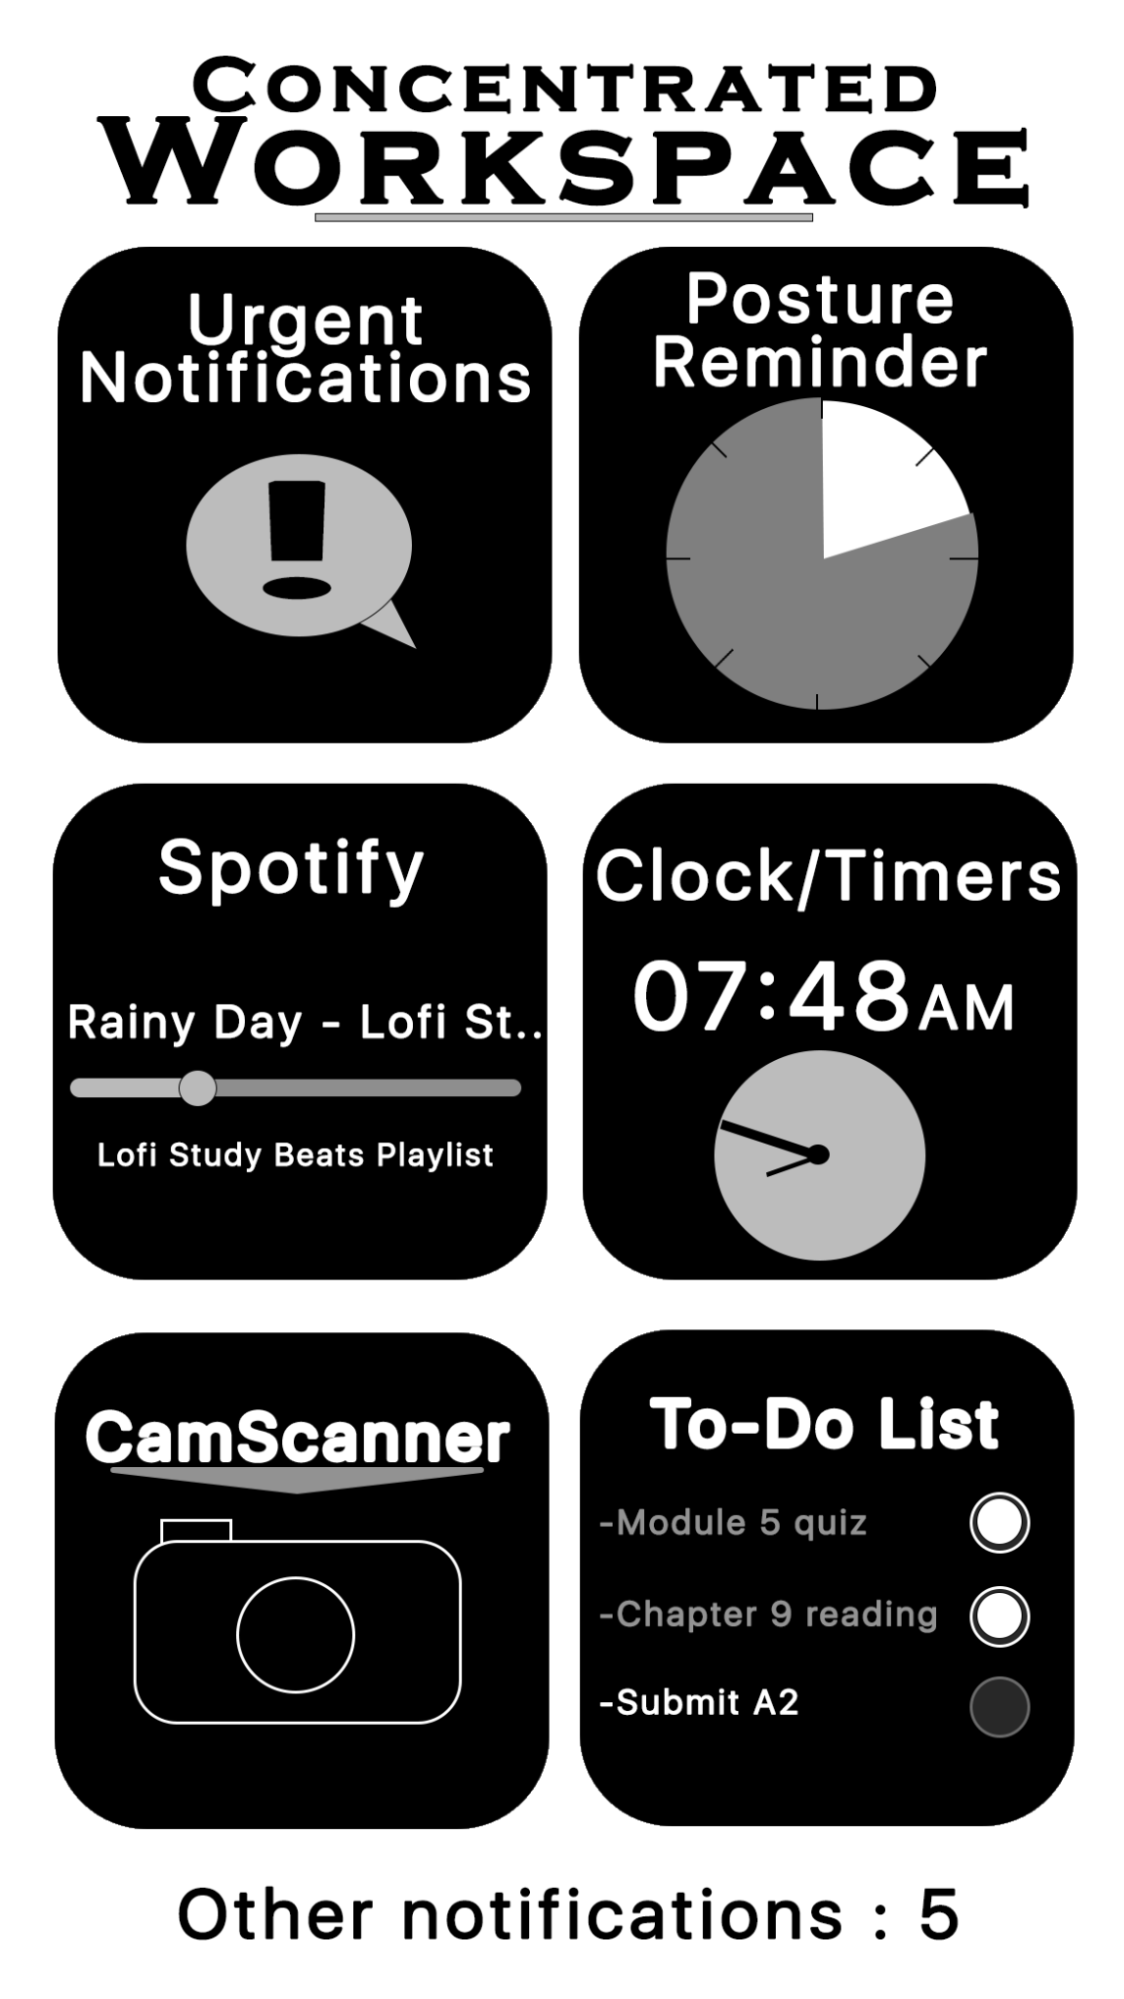 Concentrated
Workspace
Urgent
Notifications
Posture
Reminder
Spotify
Rainy Day - Lofi St..
Lofi Study Beats Playlist
Clock/Timers
07:48AM
CamScanner
To-Do List
-Module 5 quiz
-Chapter 9 reading
-Submit A2
Other notifications : 5